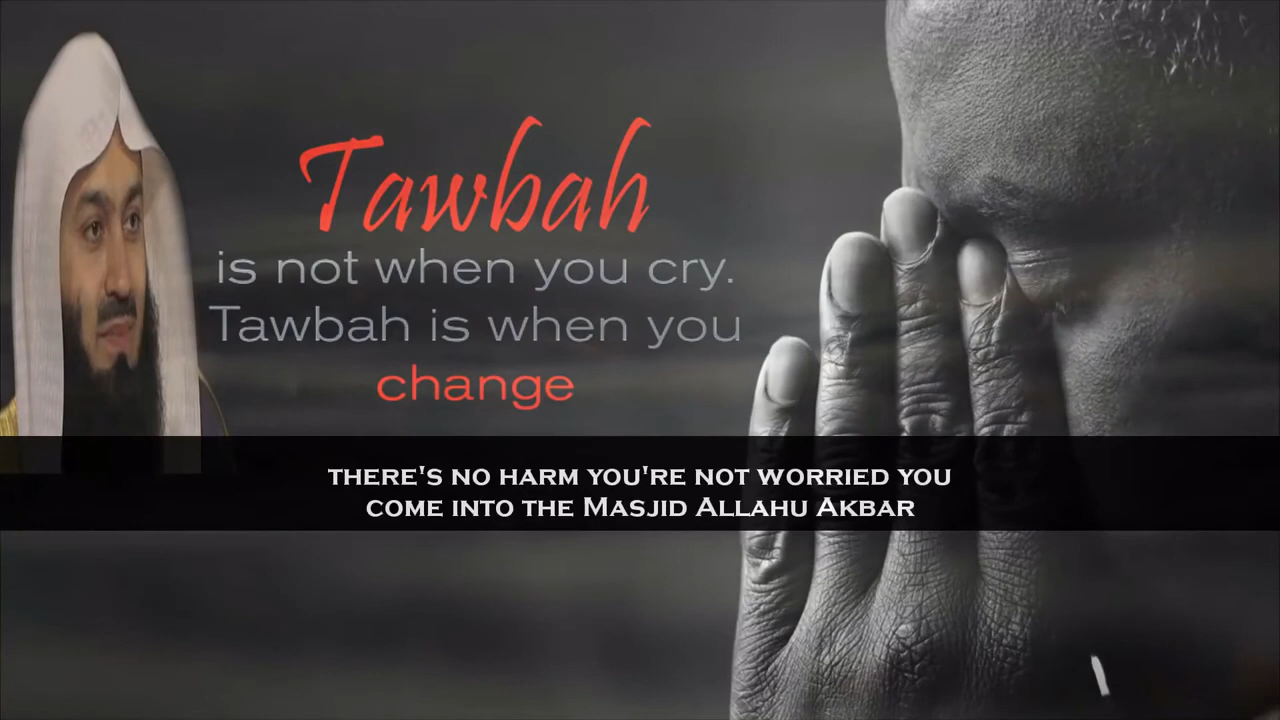 Tawbah
is not when you cry.
Tawbah is when you
change
THERE'S NO HARM YOU'RE NOT WORRIED YOU
COME INTO THE MASJID ALLAHU AKBAR